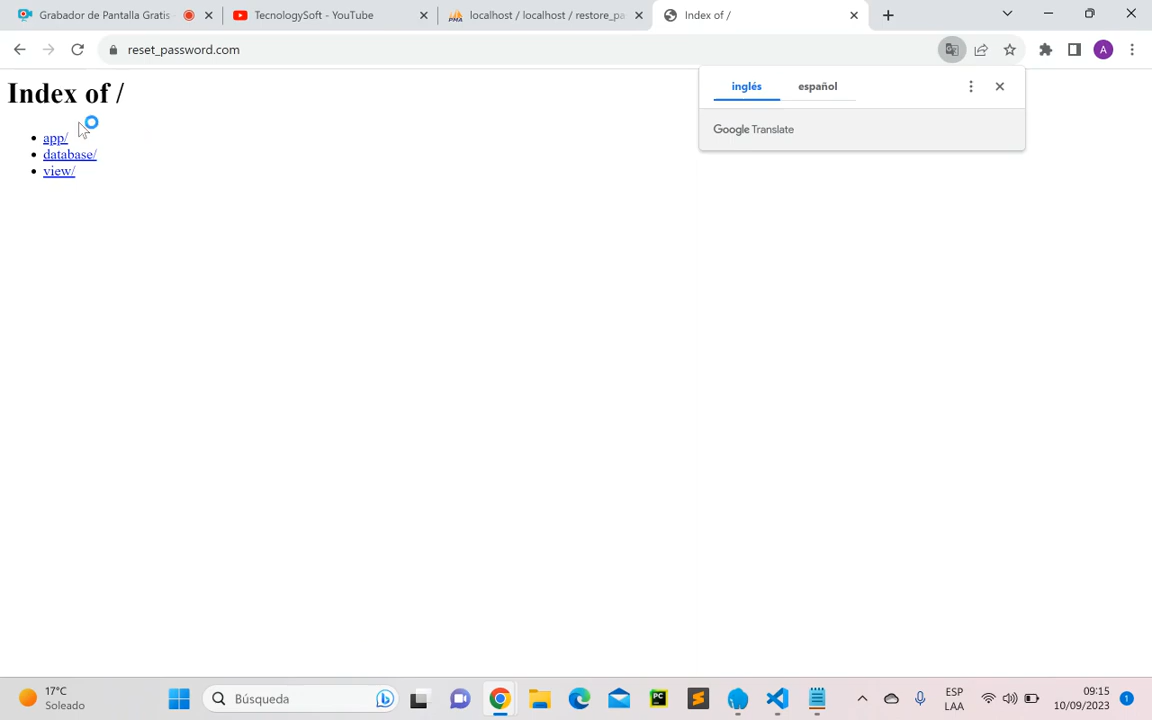 Grabador de Pantalla Gratis
TecnologySoft - YouTube
localhost / localhost / restore_pa
Index of /
reset_password.com
A
inglés
español
Google Translate
Index of /
app/
database/
view/
17°C
Soleado
Búsqueda
ESP
LAA
09:15
10/09/2023
1